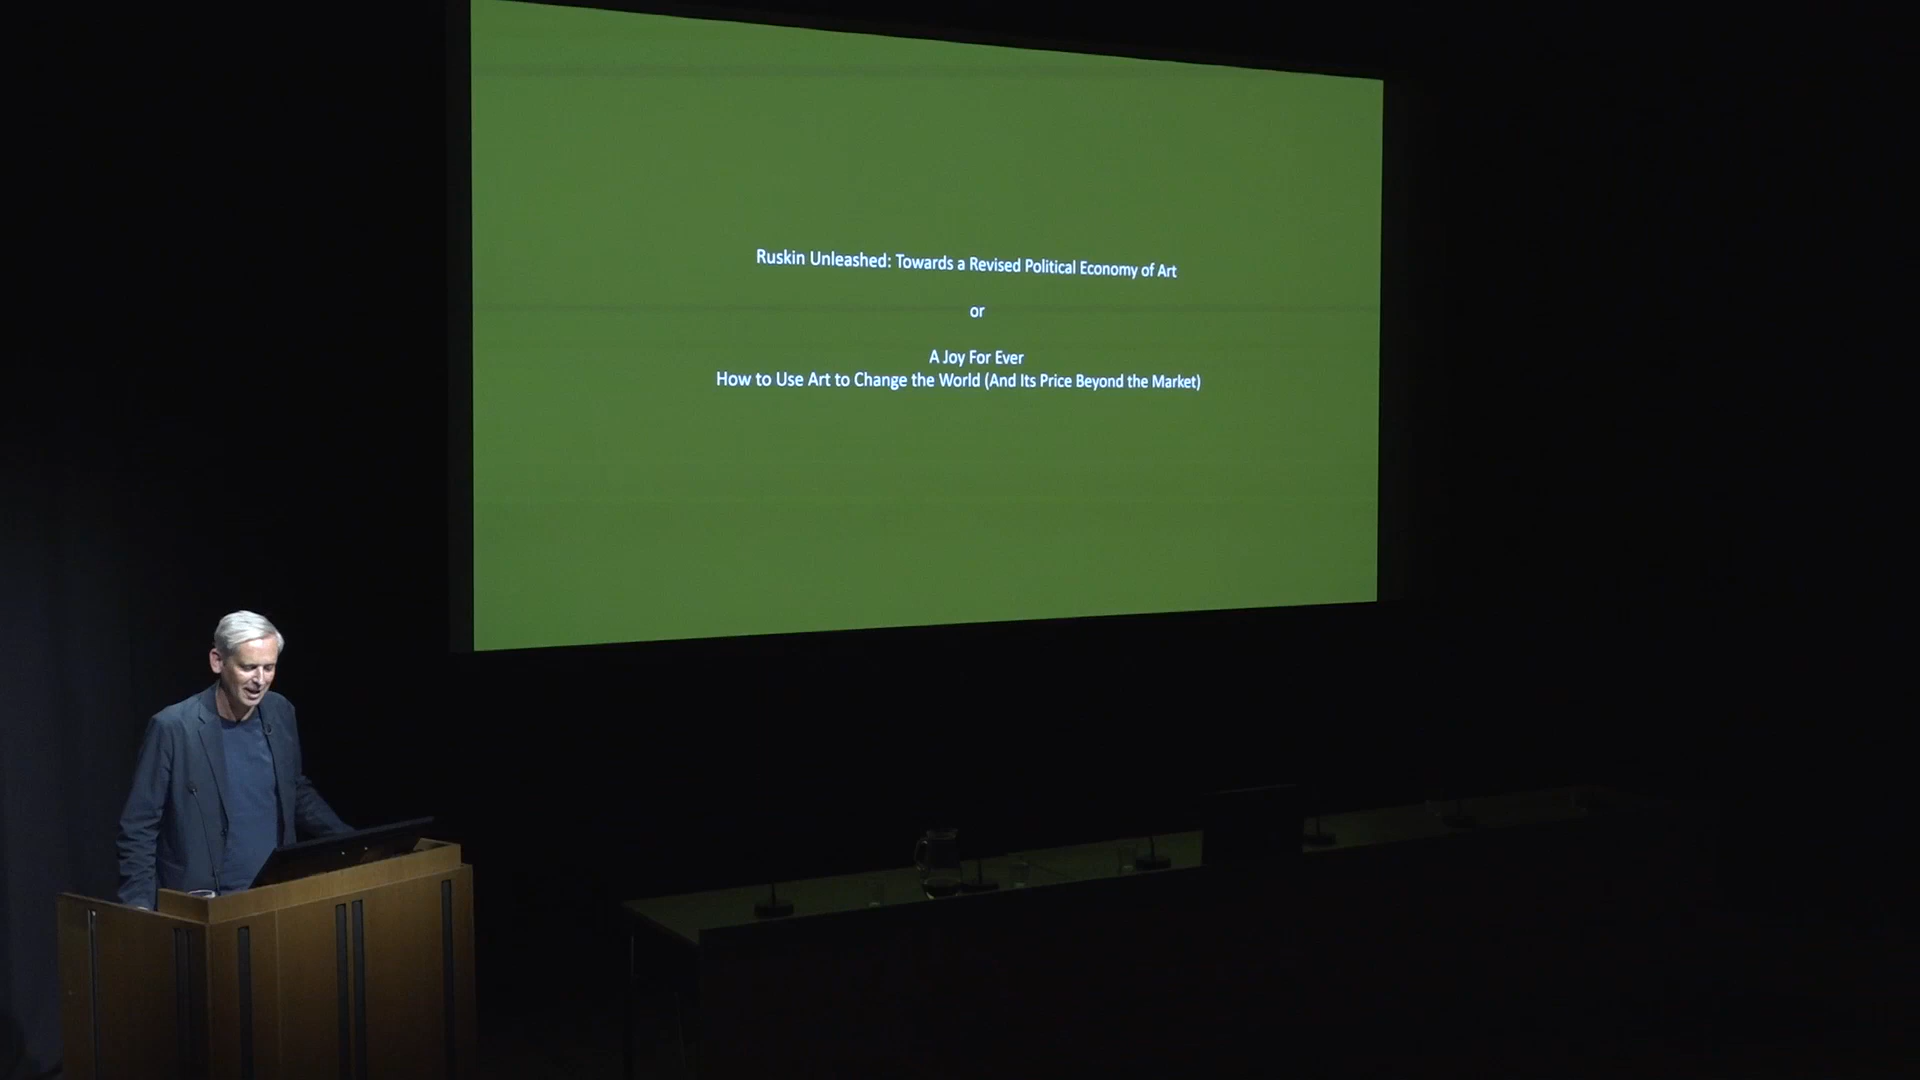 Ruskin Unleashed: Towards a Revised Political Economy of Art
or
A Joy For Ever
How to Use Art to Change the World (And Its Price Beyond the Market)